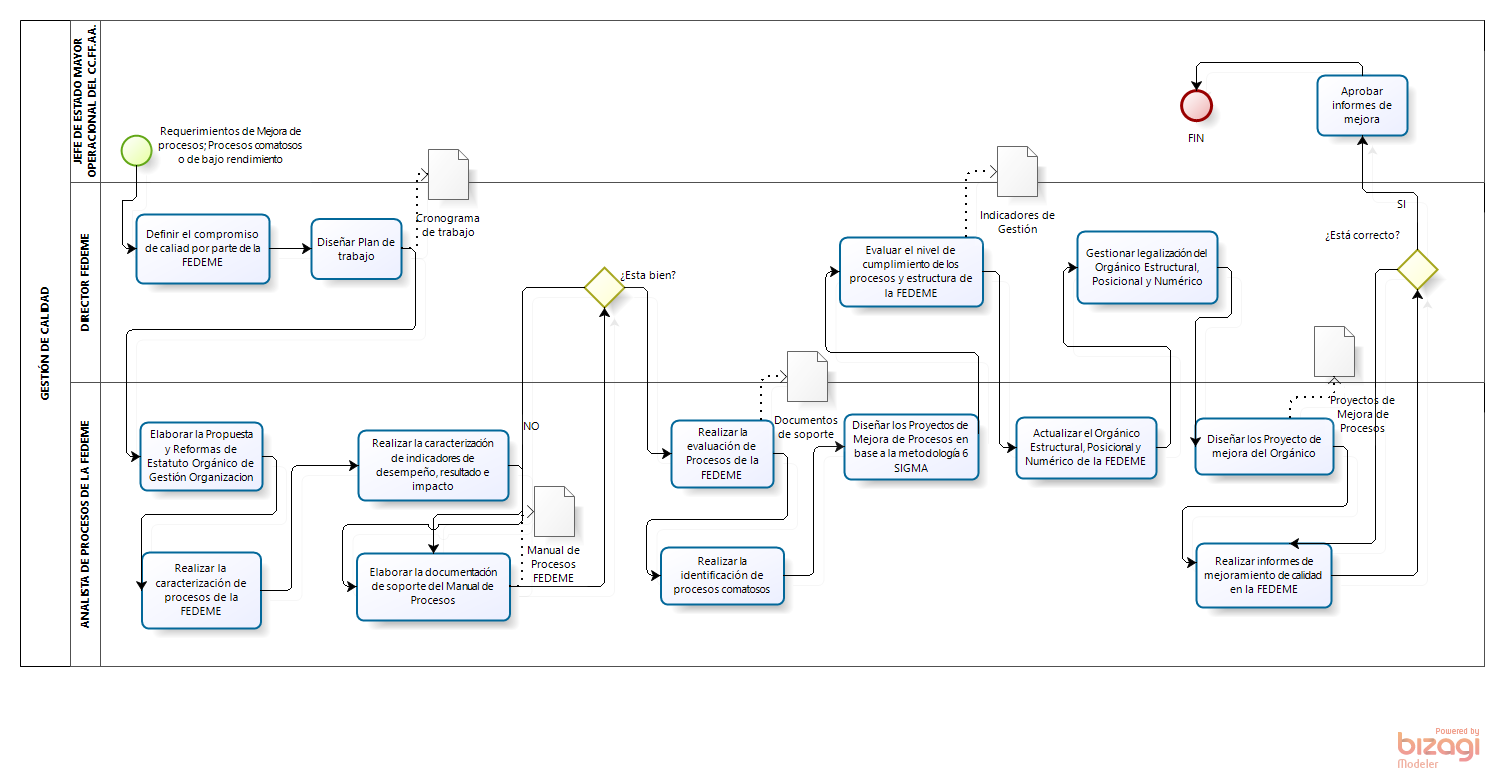 GESTIÓN DE CALIDAD
JEFE DE ESTADO MAYOR
OPERACIONAL DEL CC.FF.AA.
Requerimientos de Mejora de
procesos; Procesos comatosos
o de bajo rendimiento
FIN
Aprobar
informes de
mejora
DIRECTOR FEDEME
Definir el compromiso
de caliad por parte de la
FEDEME
Diseñar Plan de
trabajo
Cronograma
de trabajo
¿Esta bien?
Evaluar el nivel de
cumplimiento de los
procesos y estructura de
la FEDEME
Indicadores de
Gestión
Gestionar legalización del
Orgánico Estructural,
Posicional y Numérico
¿Está correcto?
SI
ANALISTA DE PROCESOS DE LA FEDEME
Elaborar la Propuesta
y Reformas de
Estatuto Orgánico de
Gestión Organizacion
Realizar la
caracterización de
procesos de la
FEDEME
Realizar la caracterización
de indicadores de
desempeño, resultado e
impacto
NO
Elaborar la documentación
de soporte del Manual de
Procesos
Manual de
Procesos
FEDEME
Realizar la
evaluación de
Procesos de la
FEDEME
Documentos
de soporte
Realizar la
identificación de
procesos comatosos
Diseñar los Proyectos de
Mejora de Procesos en
base a la metodología 6
SIGMA
Actualizar el Orgánico
Estructural, Posicional y
Numérico de la FEDEME
Diseñar los Proyecto de
mejora del Orgánico
Proyectos de
Mejora de
Procesos
Realizar informes de
mejoramiento de calidad
en la FEDEME
Powered by
bizagi
Modeler